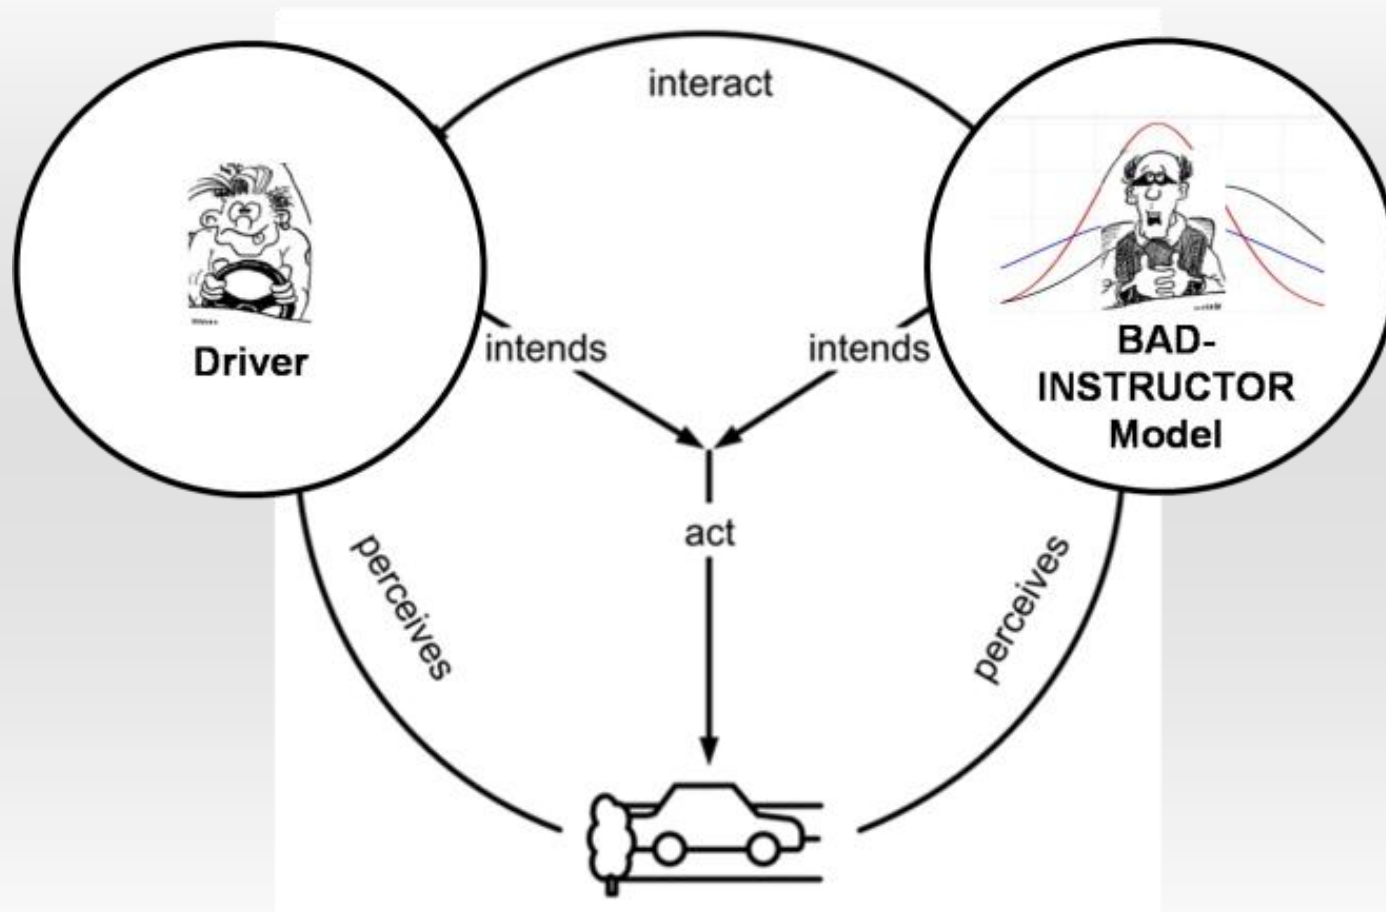 interact
intends
intends
Driver
BAD-
INSTRUCTOR
Model
act
perceives
perceives